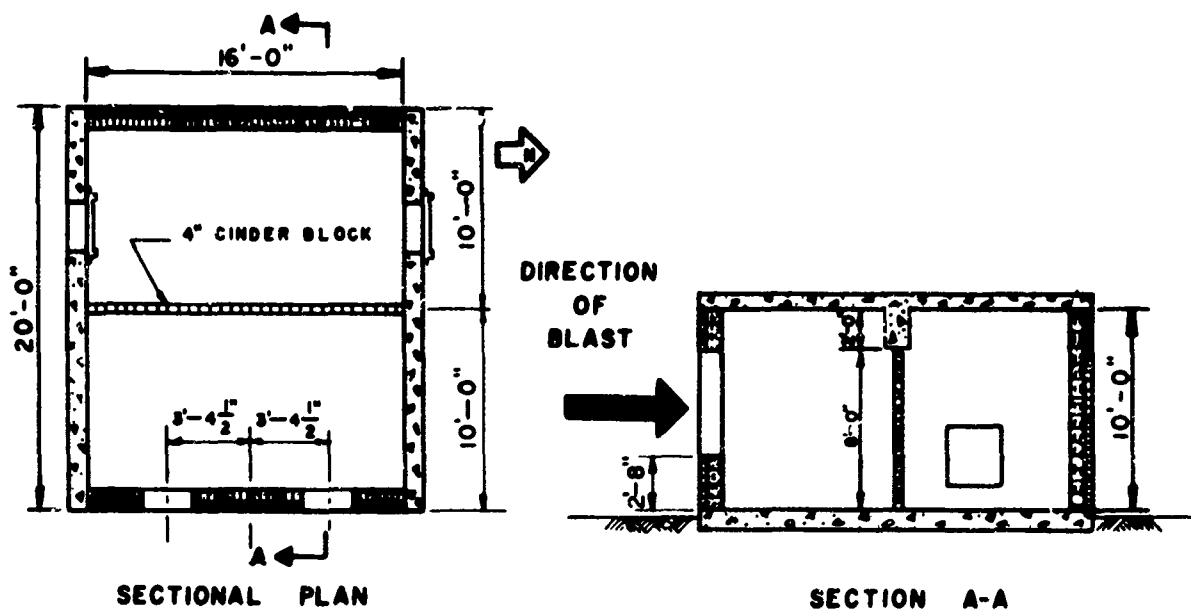 A
16'-0"
N
10'-0"
4" CINDER BLOCK
20'-0"
DIRECTION
OF
BLAST
3'-4 1/2" 3'-4 1/2"
10'-0"
8'-0"
10'-0"
2'-8"
A
SECTIONAL PLAN
SECTION A-A